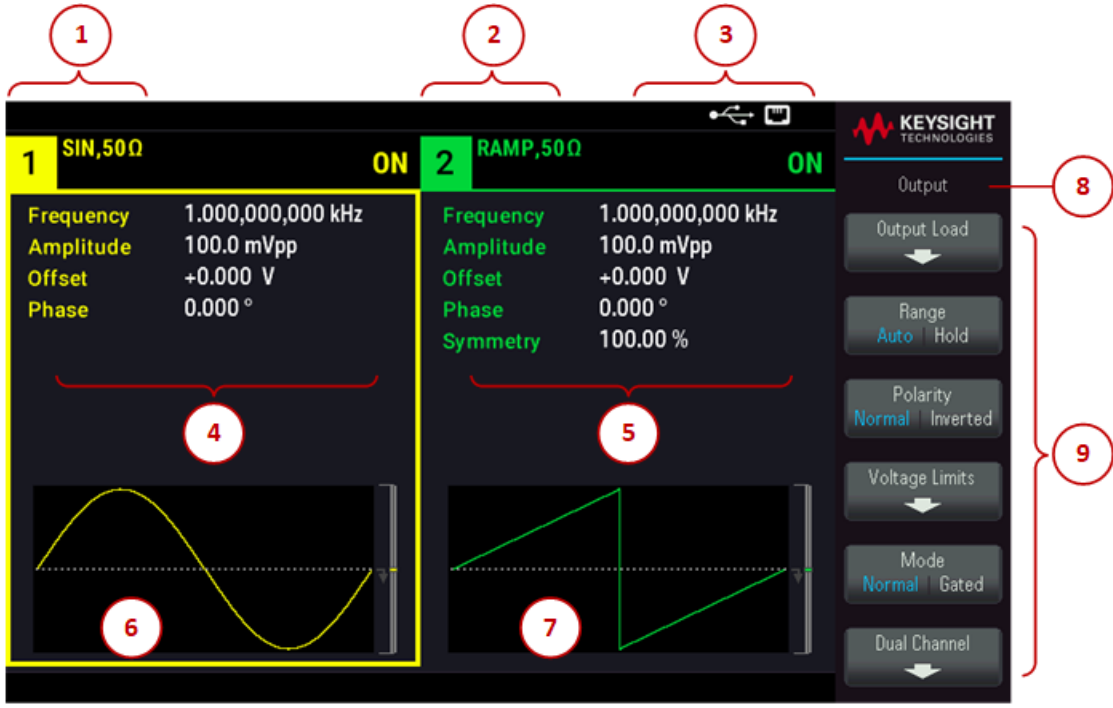 1
2
3
KEYSIGHT
TECHNOLOGIES
1
SIN,50Ω
ON
2
RAMP,50Ω
ON
Output
8
Frequency 1.000,000,000 kHz
Amplitude 100.0 mVpp
Offset +0.000 V
Phase 0.000 °
Frequency 1.000,000,000 kHz
Amplitude 100.0 mVpp
Offset +0.000 V
Phase 0.000 °
Symmetry 100.00 %
4
5
6
7
Output Load
Range
Auto | Hold
Polarity
Normal | Inverted
Voltage Limits
Mode
Normal | Gated
Dual Channel
9